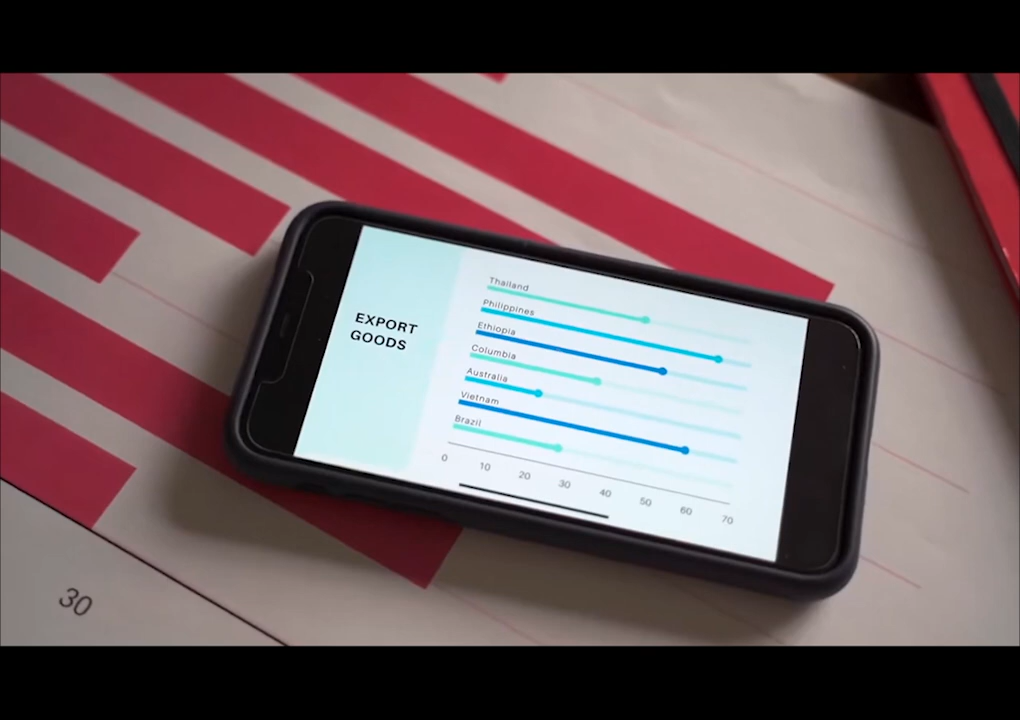 EXPORT
GOODS
Thailand
Philippines
Ethiopia
Columbia
Australia
Vietnam
Brazil
0 10 20 30 40 50 60 70
30